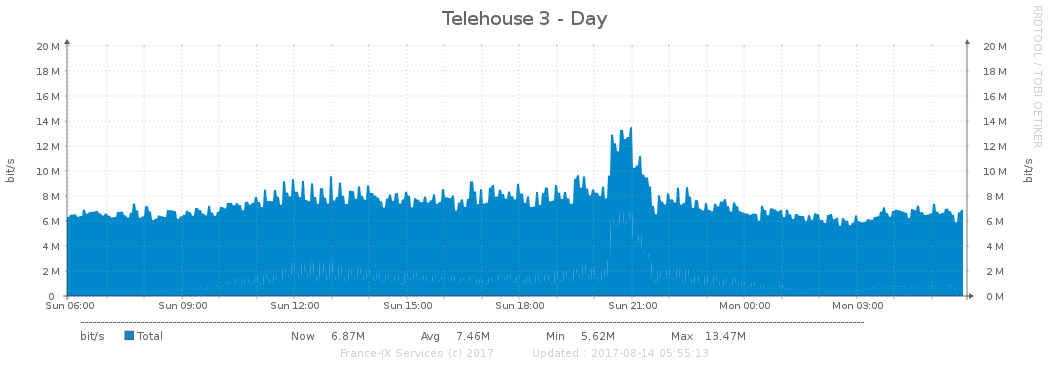 Telehouse 3 - Day
RRDTOOL / TOBI OETIKER
bit/s
bit/s
20 M 20 M
18 M 18 M
16 M 16 M
14 M 14 M
12 M 12 M
10 M 10 M
8 M 8 M
6 M 6 M
4 M 4 M
2 M 2 M
0 0 M
Sun 06:00 Sun 09:00 Sun 12:00 Sun 15:00 Sun 18:00 Sun 21:00 Mon 00:00 Mon 03:00
bit/s Total Now 6.87M Avg 7.46M Min 5.62M Max 13.47M
France-IX Services (c) 2017 Updated : 2017-08-14 05:55:13